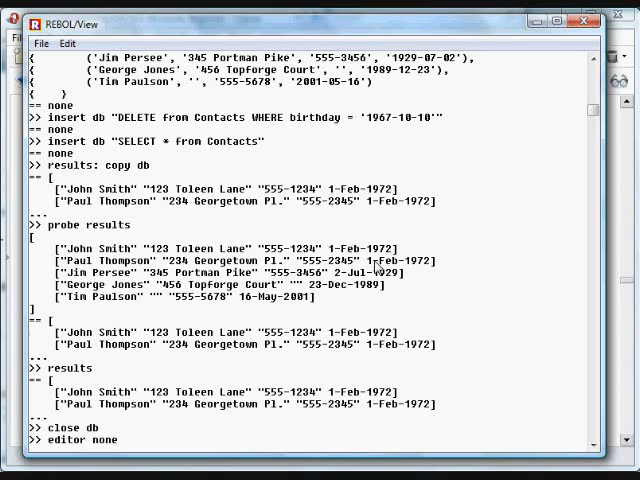 REBOL/View
File Edit
{ ('Jim Persee', '345 Portman Pike', '555-3456', '1929-07-02'),
{ ('George Jones', '456 Topforge Court', '', '1989-12-23'),
{ ('Tim Paulson', '', '555-5678', '2001-05-16')
{ }
== none
>> insert db "DELETE from Contacts WHERE birthday = '1967-10-10'"
== none
>> insert db "SELECT * from Contacts"
== none
>> results: copy db
== [
["John Smith" "123 Toleen Lane" "555-1234" 1-Feb-1972]
["Paul Thompson" "234 Georgetown Pl." "555-2345" 1-Feb-1972]
...
>> probe results
[
["John Smith" "123 Toleen Lane" "555-1234" 1-Feb-1972]
["Paul Thompson" "234 Georgetown Pl." "555-2345" 1-Feb-1972]
["Jim Persee" "345 Portman Pike" "555-3456" 2-Jul-1929]
["George Jones" "456 Topforge Court" "" 23-Dec-1989]
["Tim Paulson" "" "555-5678" 16-May-2001]
]
== [
["John Smith" "123 Toleen Lane" "555-1234" 1-Feb-1972]
["Paul Thompson" "234 Georgetown Pl." "555-2345" 1-Feb-1972]
...
>> results
== [
["John Smith" "123 Toleen Lane" "555-1234" 1-Feb-1972]
["Paul Thompson" "234 Georgetown Pl." "555-2345" 1-Feb-1972]
...
>> close db
>> editor none